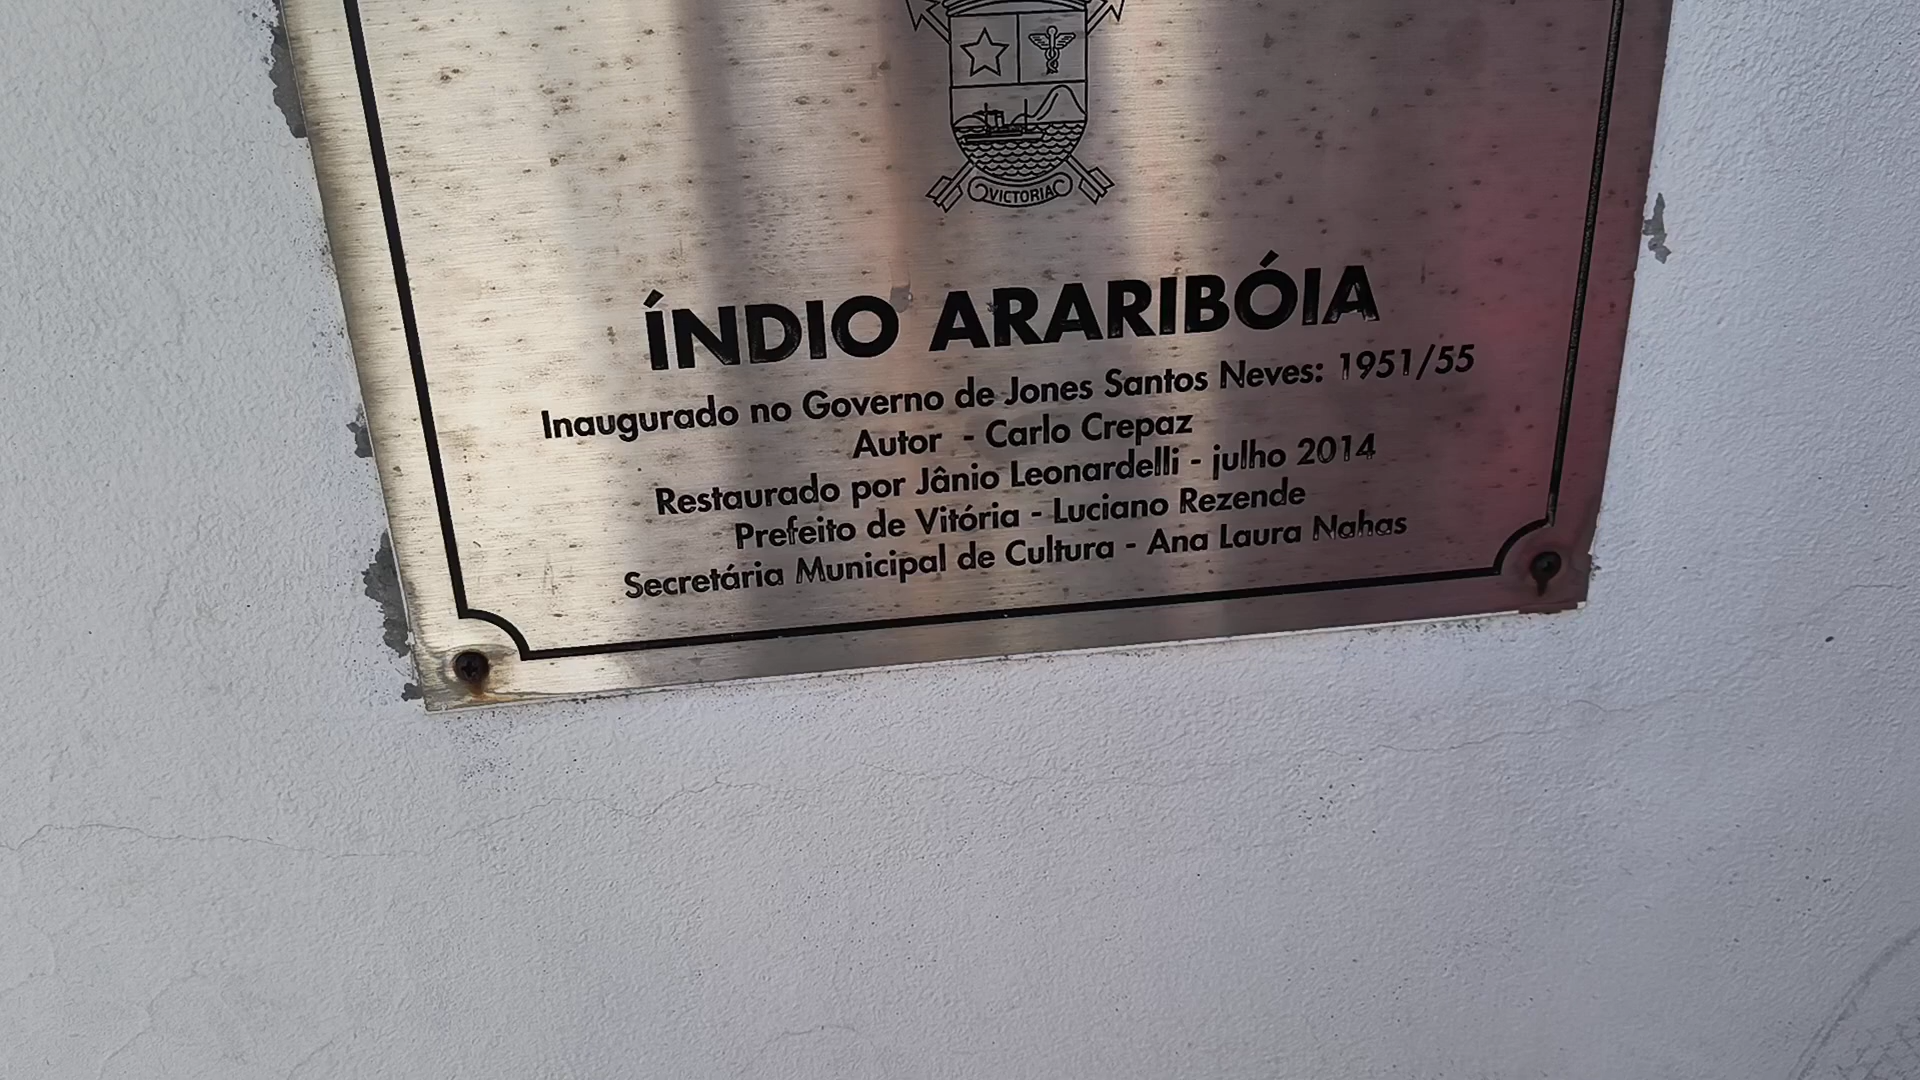 VICTORIA
ÍNDIO ARARIBÓIA
Inaugurado no Governo de Jones Santos Neves: 1951/55
Autor - Carlo Crepaz
Restaurado por Jânio Leonardelli - julho 2014
Prefeito de Vitória - Luciano Rezende
Secretária Municipal de Cultura - Ana Laura Nahas